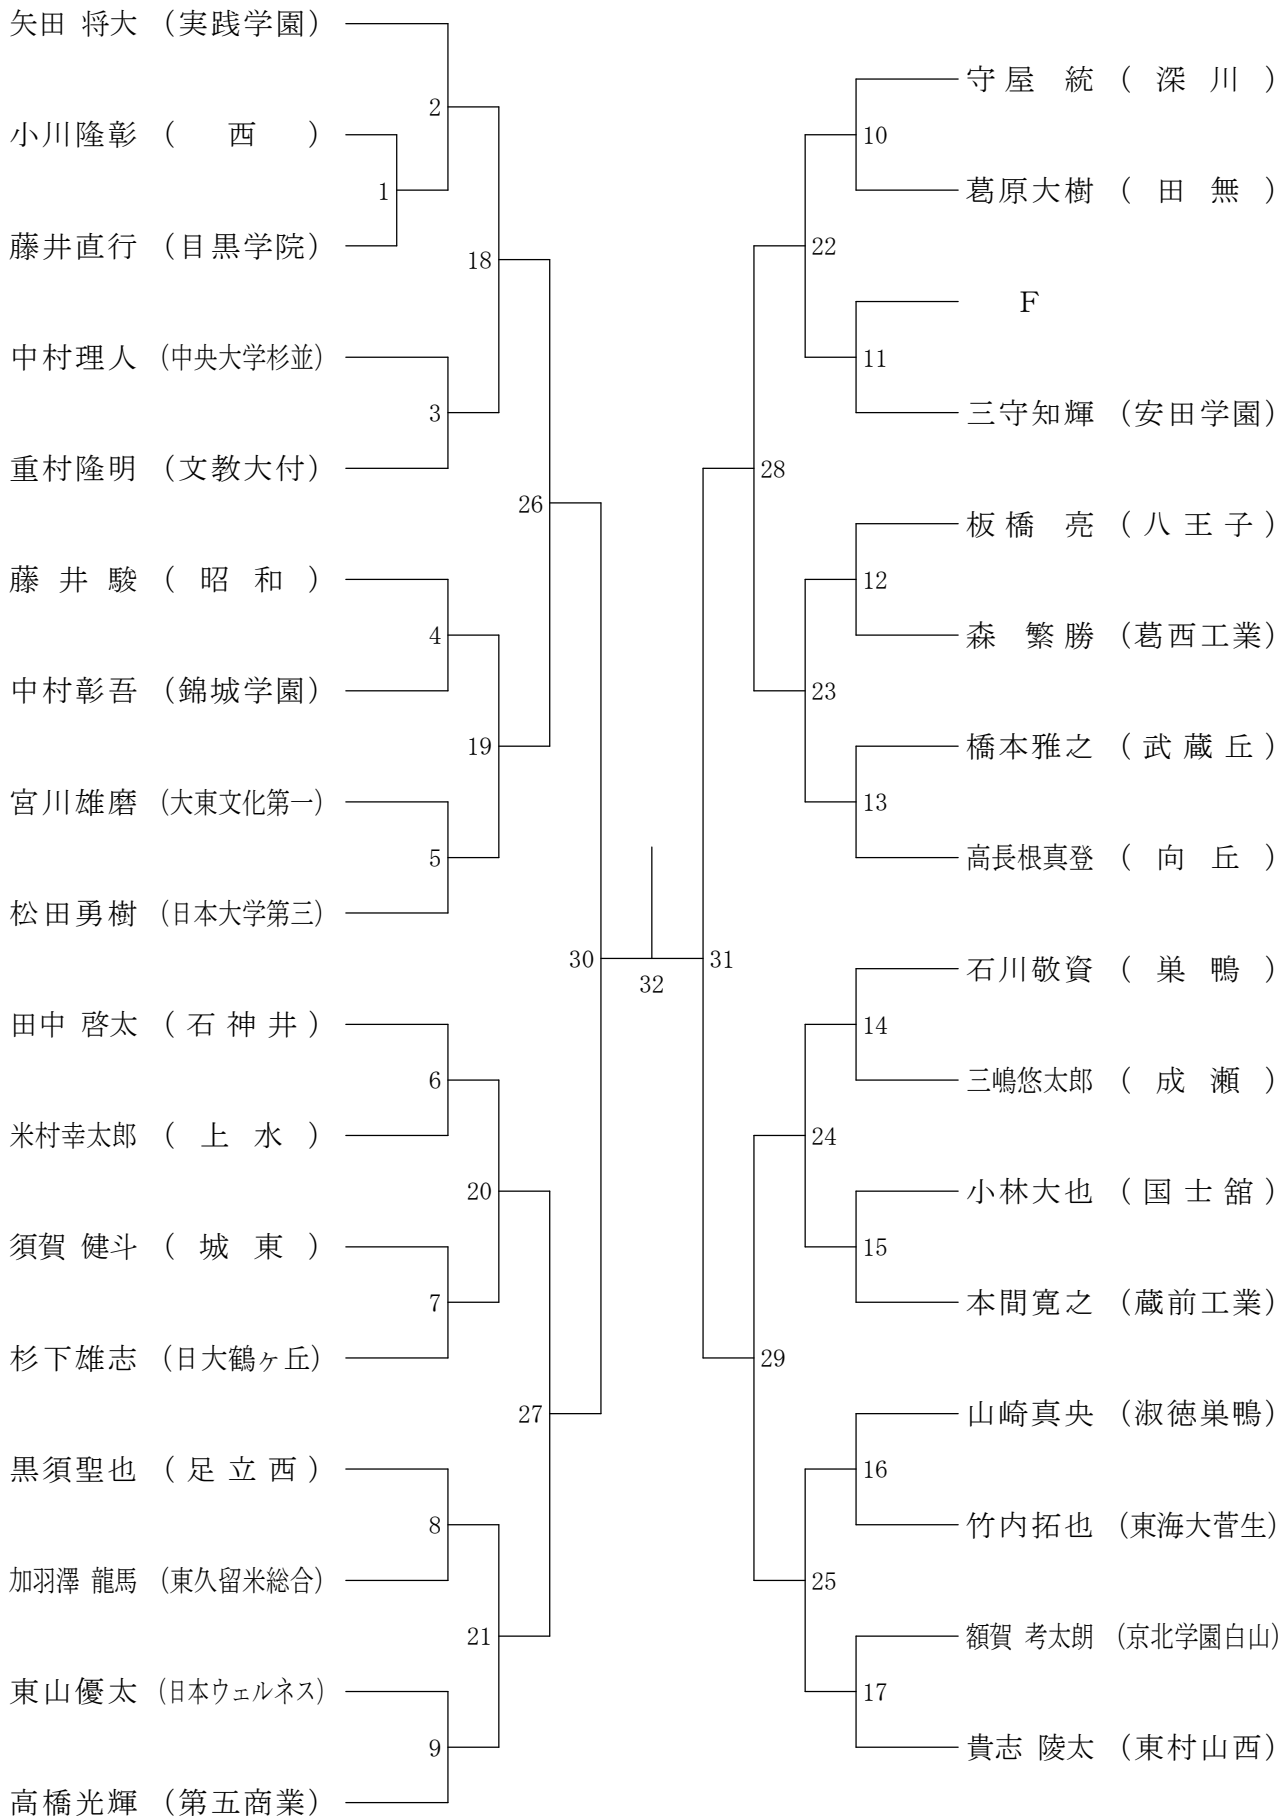 矢田 将大 (実践学園)
小川隆彰 ( 西 )
藤井直行 (目黒学院)
中村理人 (中央大学杉並)
重村隆明 (文教大付)
藤井駿 ( 昭和 )
中村彰吾 (錦城学園)
宮川雄磨 (大東文化第一)
松田勇樹 (日本大学第三)
田中 啓太 (石神井)
米村幸太郎 ( 上水 )
須賀 健斗 ( 城東 )
杉下雄志 (日大鶴ヶ丘)
黒須聖也 (足立西)
加羽澤 龍馬 (東久留米総合)
東山優太 (日本ウェルネス)
高橋光輝 (第五商業)
1
2
3
4
5
6
7
8
9
18
19
20
21
26
27
30
32
31
28
29
22
23
24
25
10
11
12
13
14
15
16
17
守屋 統 ( 深川 )
葛原大樹 ( 田無 )
F
三守知輝 (安田学園)
板橋 亮 (八王子)
森 繁勝 (葛西工業)
橋本雅之 (武蔵丘)
高長根真登 ( 向丘 )
石川敬資 ( 巣鴨 )
三嶋悠太郎 ( 成瀬 )
小林大也 (国士舘)
本間寛之 (蔵前工業)
山崎真央 (淑徳巣鴨)
竹内拓也 (東海大菅生)
額賀 考太朗 (京北学園白山)
貴志 陵太 (東村山西)